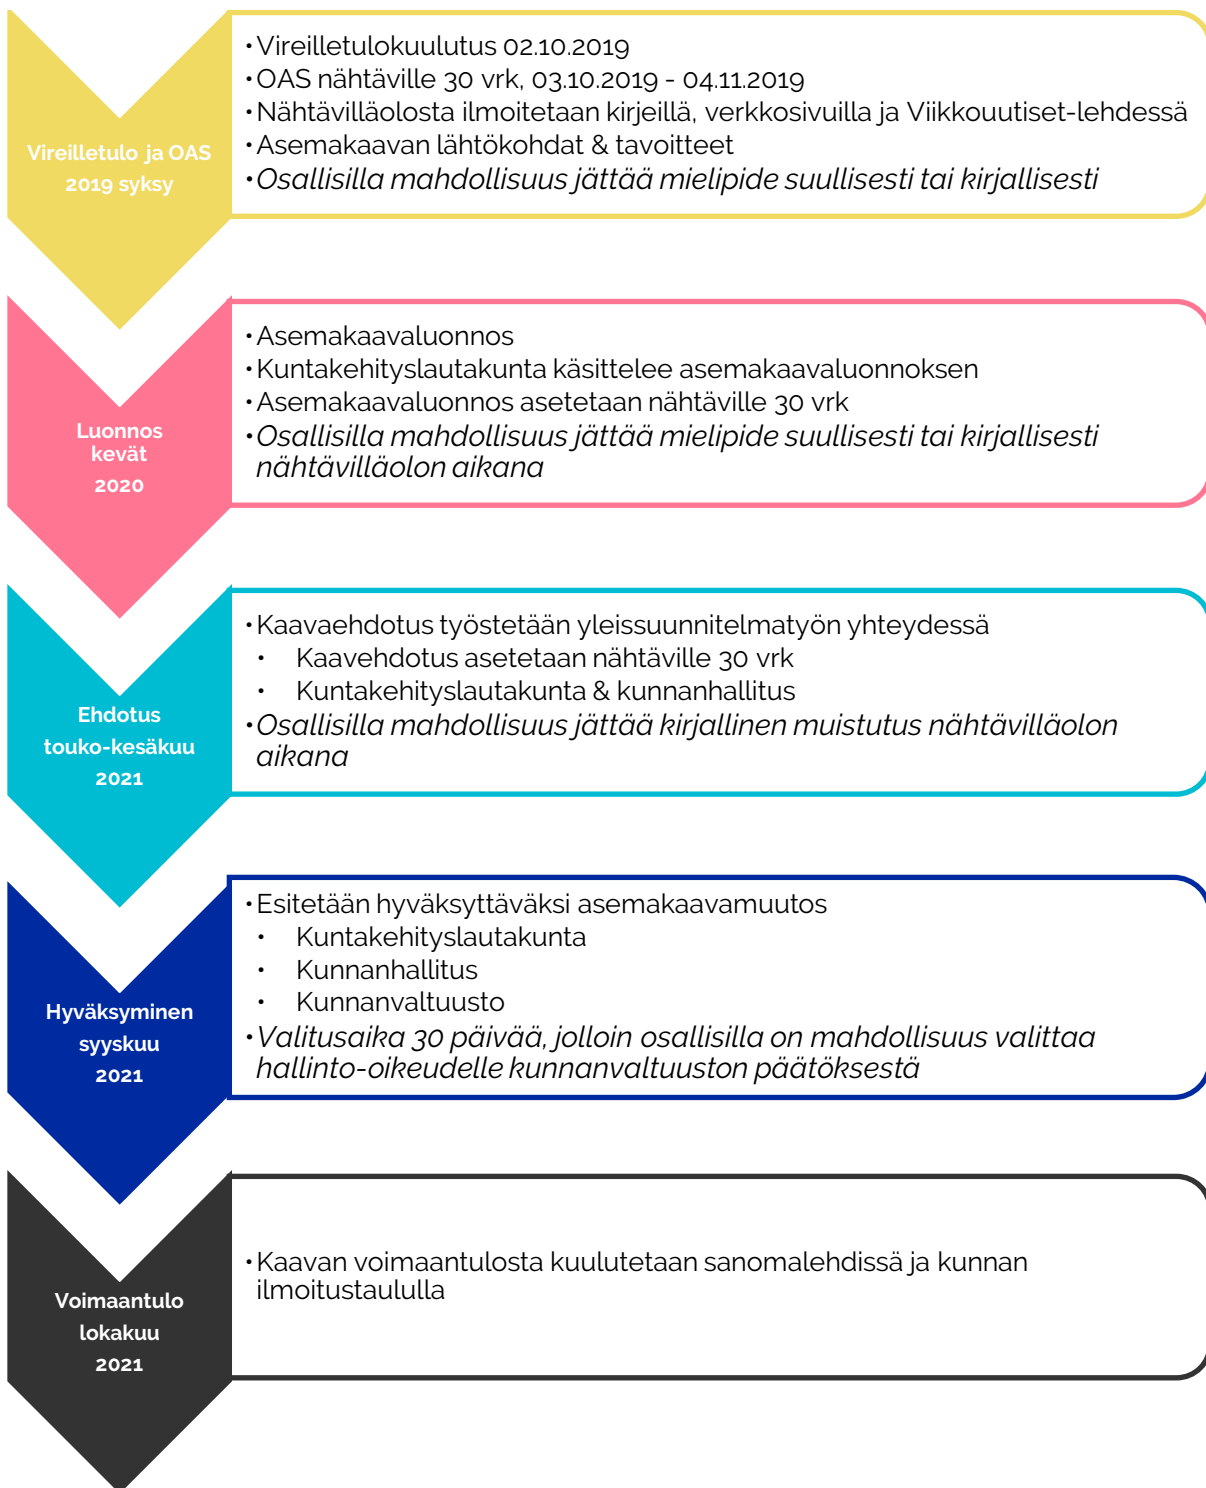 Vireilletulo ja OAS
2019 syksy
•Vireilletulokuulutus 02.10.2019
•OAS nähtäville 30 vrk, 03.10.2019 - 04.11.2019
•Nähtävilläolosta ilmoitetaan kirjeillä, verkkosivuilla ja Viikkouutiset-lehdessä
•Asemakaavan lähtökohdat & tavoitteet
•Osallisilla mahdollisuus jättää mielipide suullisesti tai kirjallisesti
Luonnos
kevät
2020
•Asemakaavaluonnos
•Kuntakehityslautakunta käsittelee asemakaavaluonnoksen
•Asemakaavaluonnos asetetaan nähtäville 30 vrk
•Osallisilla mahdollisuus jättää mielipide suullisesti tai kirjallisesti
nähtävilläolon aikana
Ehdotus
touko-kesäkuu
2021
•Kaavaehdotus työstetään yleissuunnitelmatyön yhteydessä
• Kaavehdotus asetetaan nähtäville 30 vrk
• Kuntakehityslautakunta & kunnanhallitus
•Osallisilla mahdollisuus jättää kirjallinen muistutus nähtävilläolon
aikana
Hyväksyminen
syyskuu
2021
•Esitetään hyväksyttäväksi asemakaavamuutos
• Kuntakehityslautakunta
• Kunnanhallitus
• Kunnanvaltuusto
•Valitusaika 30 päivää, jolloin osallisilla on mahdollisuus valittaa
hallinto-oikeudelle kunnanvaltuuston päätöksestä
Voimaantulo
lokakuu
2021
•Kaavan voimaantulosta kuulutetaan sanomalehdissä ja kunnan
ilmoitustaululla